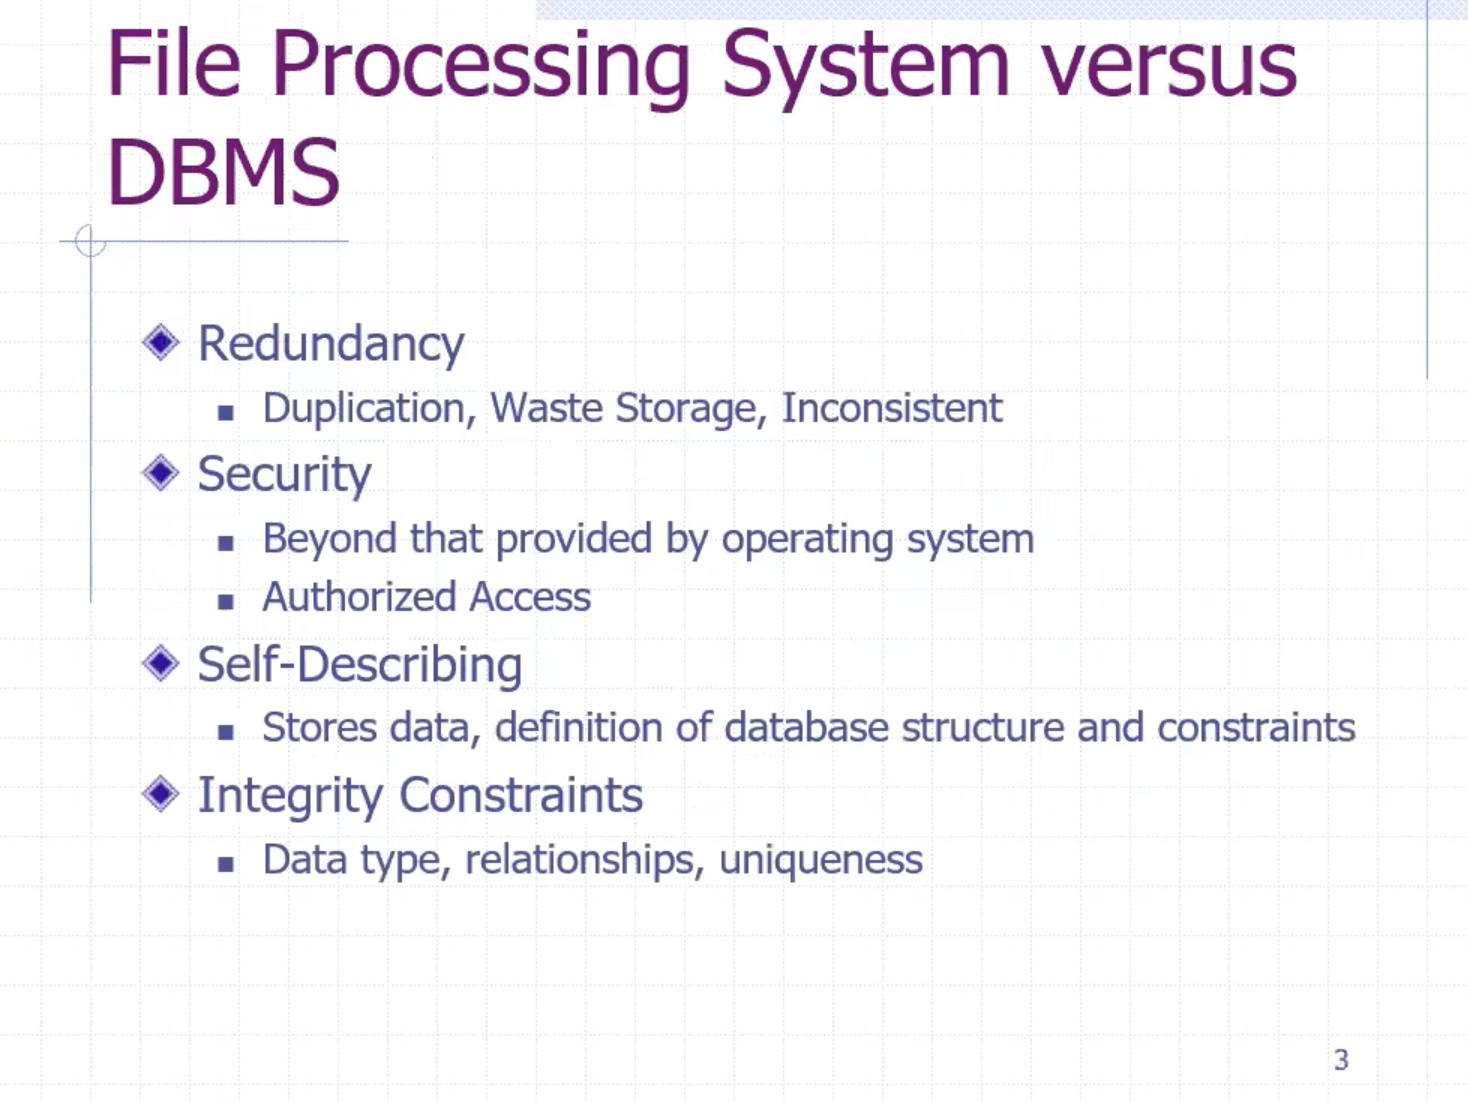 File Processing System versus
DBMS
Redundancy
Duplication, Waste Storage, Inconsistent
Security
Beyond that provided by operating system
Authorized Access
Self-Describing
Stores data, definition of database structure and constraints
Integrity Constraints
Data type, relationships, uniqueness
3